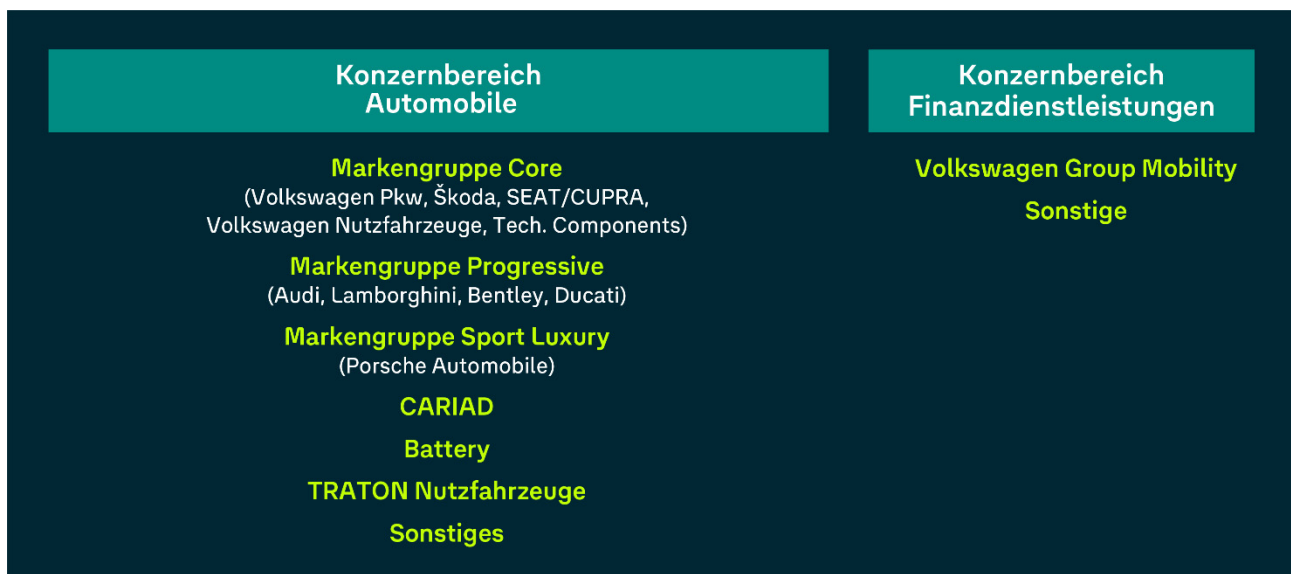 Konzernbereich
Automobile
Markengruppe Core
(Volkswagen Pkw, Škoda, SEAT/CUPRA,
Volkswagen Nutzfahrzeuge, Tech. Components)
Markengruppe Progressive
(Audi, Lamborghini, Bentley, Ducati)
Markengruppe Sport Luxury
(Porsche Automobile)
CARIAD
Battery
TRATON Nutzfahrzeuge
Sonstiges
Konzernbereich
Finanzdienstleistungen
Volkswagen Group Mobility
Sonstige